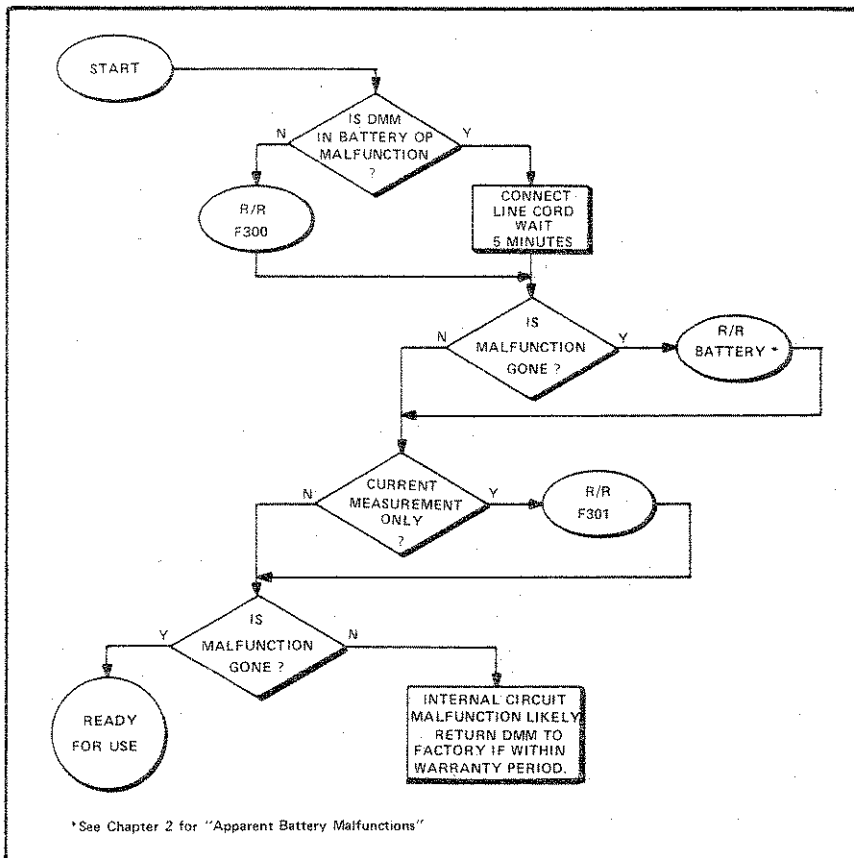 START
IS DMM
IN BATTERY OP
MALFUNCTION
?
N
Y
R/R
F300
CONNECT
LINE CORD
WAIT
5 MINUTES
IS
MALFUNCTION
GONE ?
N
Y
R/R
BATTERY *
CURRENT
MEASUREMENT
ONLY
?
N
Y
R/R
F301
IS
MALFUNCTION
GONE ?
Y
N
READY
FOR USE
INTERNAL CIRCUIT
MALFUNCTION LIKELY
RETURN DMM TO
FACTORY IF WITHIN
WARRANTY PERIOD.
*See Chapter 2 for "Apparent Battery Malfunctions"